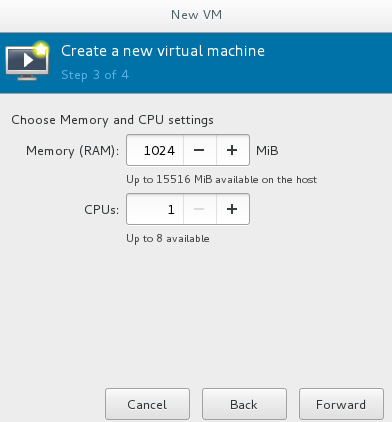 New VM
Create a new virtual machine
Step 3 of 4
Choose Memory and CPU settings
Memory (RAM): 1024 − + MiB
Up to 15516 MiB available on the host
CPUs: 1 − +
Up to 8 available
Cancel Back Forward